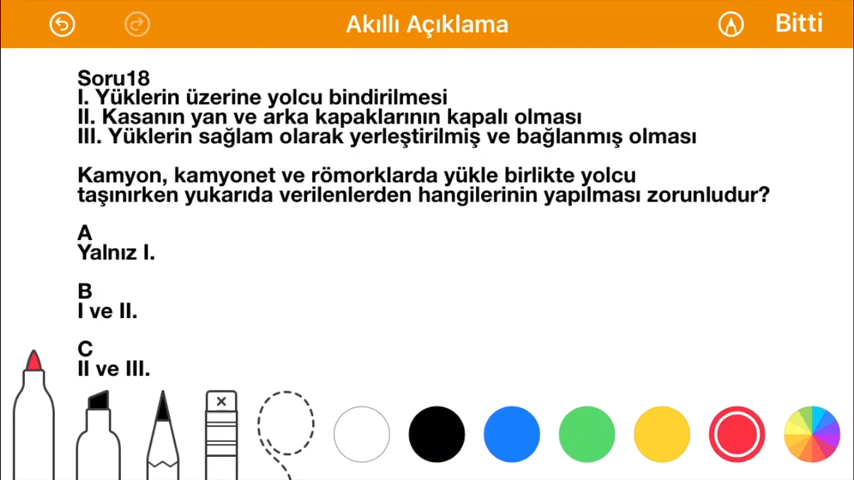 Akıllı Açıklama
Bitti
Soru18
I. Yüklerin üzerine yolcu bindirilmesi
II. Kasanın yan ve arka kapaklarının kapalı olması
III. Yüklerin sağlam olarak yerleştirilmiş ve bağlanmış olması
Kamyon, kamyonet ve römorklarda yükle birlikte yolcu
taşınırken yukarıda verilenlerden hangilerinin yapılması zorunludur?
A
Yalnız I.
B
I ve II.
C
II ve III.